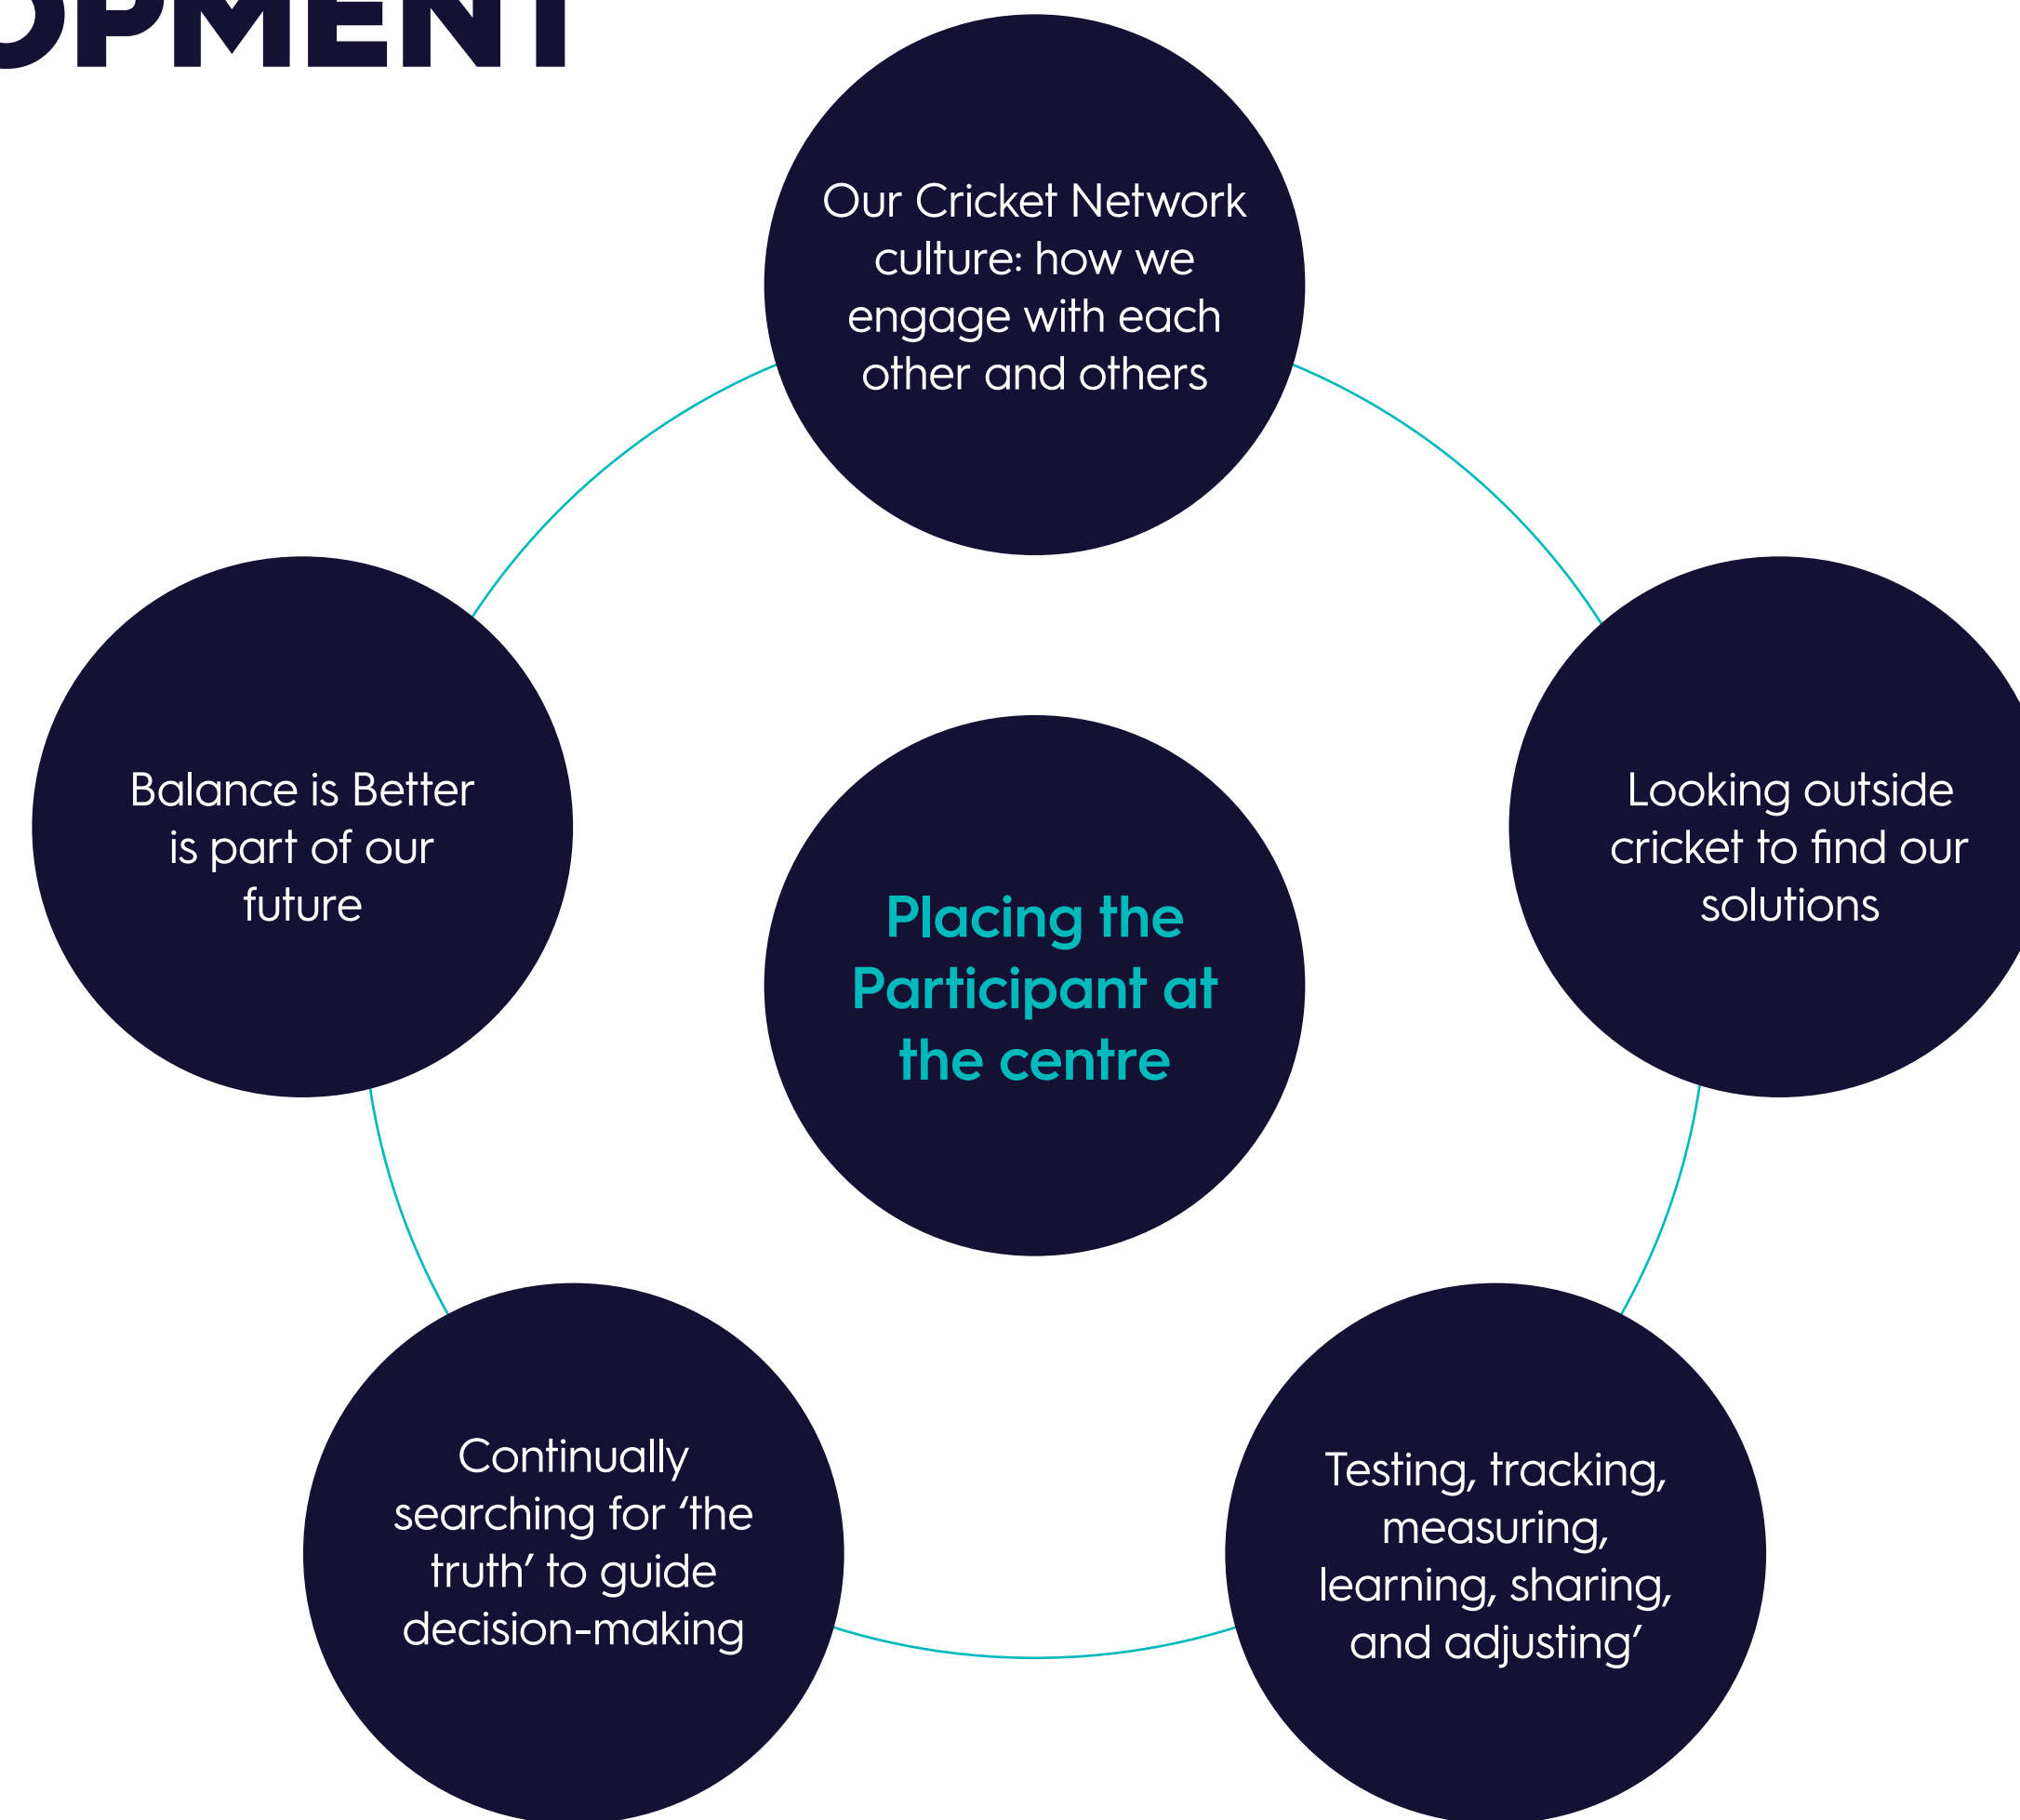 OPMENT
Our Cricket Network
culture: how we
engage with each
other and others
Balance is Better
is part of our
future
Looking outside
cricket to find our
solutions
Placing the
Participant at
the centre
Continually
searching for ‘the
truth’ to guide
decision-making
Testing, tracking,
measuring,
learning, sharing,
and adjusting’